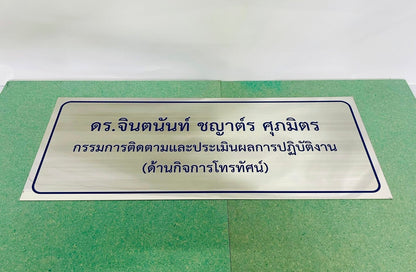 ดร.จินตนันท์ ชญาต์ร ศุภมิตร
กรรมการติดตามและประเมินผลการปฏิบัติงาน
(ด้านกิจการโทรทัศน์)